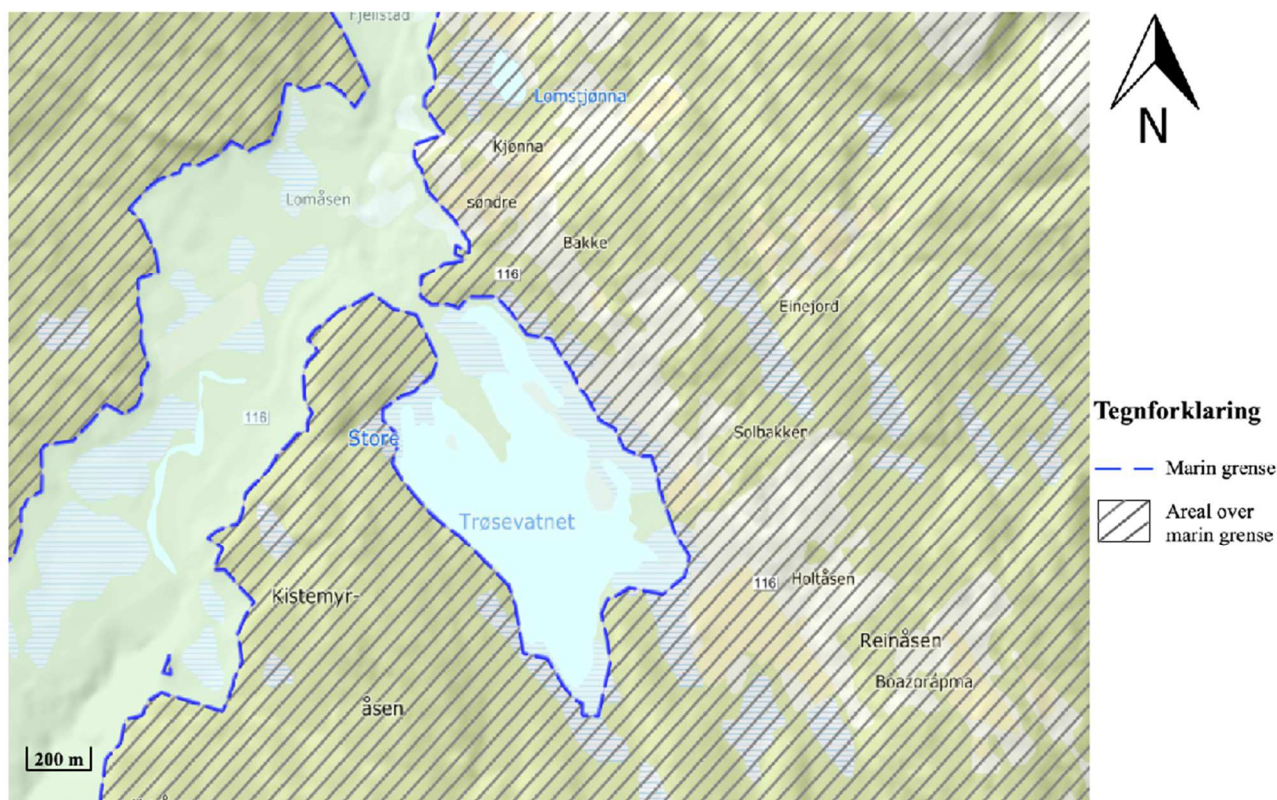 Fjellstad
Lomstjønna
N
Kjønna
Lomåsen
søndre
Bakke
116
Einejord
Tegnforklaring
116
Store
Solbakken
Marin grense
Trøsevatnet
Areal over
marin grense
116
Holtåsen
Kistemyr-
Reinåsen
Boazorápma
åsen
200 m